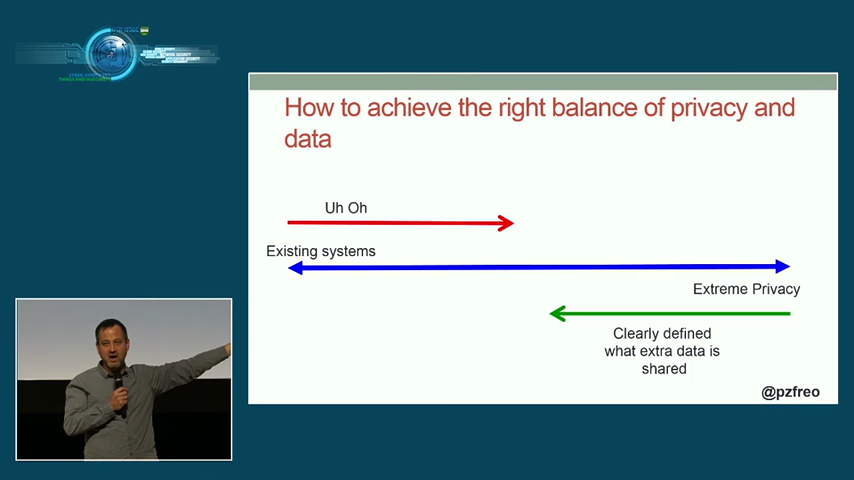 How to achieve the right balance of privacy and
data
Uh Oh
Existing systems
Extreme Privacy
Clearly defined
what extra data is
shared
@pzfreo